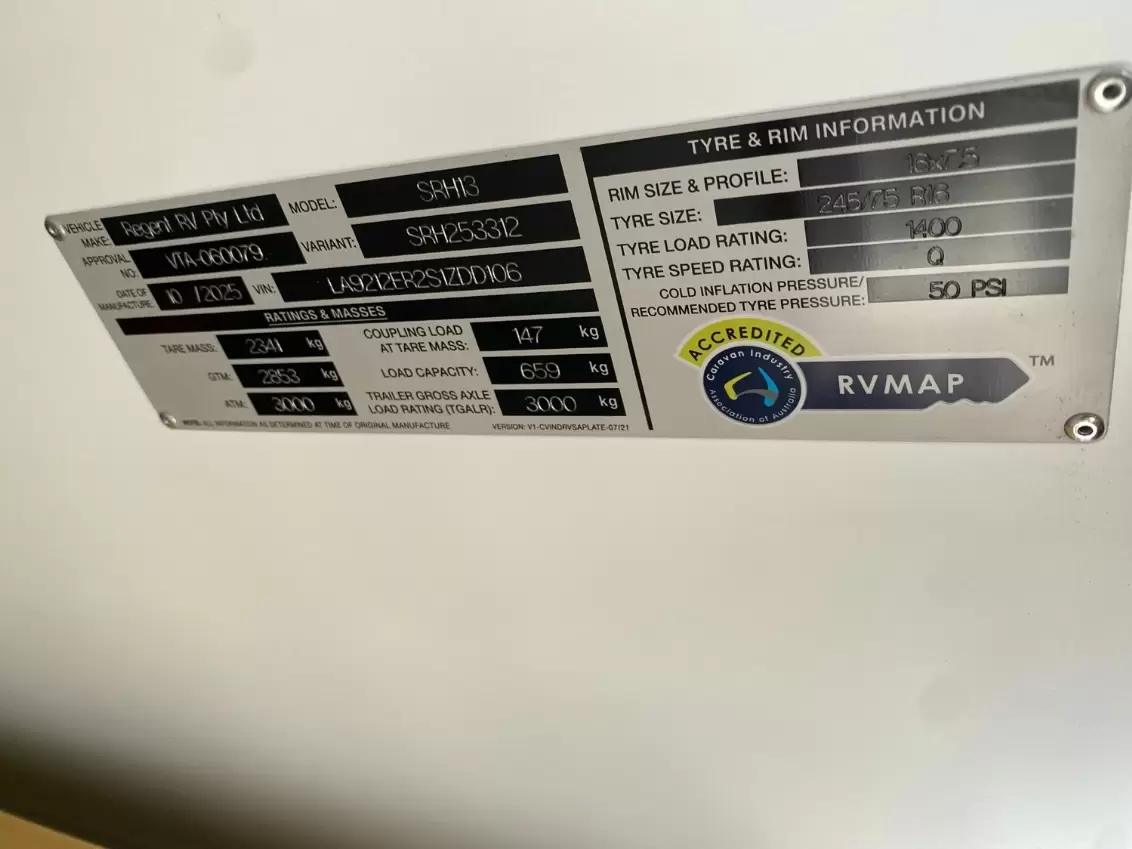 VEHICLE MAKE: Regent RV Pty Ltd MODEL: SRH13
APPROVAL NO: VTA-060079 VARIANT: SRH253312
DATE OF MANUFACTURE: 10 / 2025 VIN: LA9212ER2S1ZDD106
RATINGS & MASSES
TARE MASS: 2341 kg COUPLING LOAD AT TARE MASS: 147 kg
GTM: 2853 kg LOAD CAPACITY: 659 kg
ATM: 3000 kg TRAILER GROSS AXLE LOAD RATING (TGALR): 3000 kg
NOTE: ALL INFORMATION AS DETERMINED AT TIME OF ORIGINAL MANUFACTURE VERSION: V1-CVINDRVSAPLATE-07/21
TYRE & RIM INFORMATION
RIM SIZE & PROFILE: 16x7.5
TYRE SIZE: 245/75 R16
TYRE LOAD RATING: 1400
TYRE SPEED RATING: Q
COLD INFLATION PRESSURE/
RECOMMENDED TYRE PRESSURE: 50 PSI
ACCREDITED
Caravan Industry
Association of Australia
RVMAP TM